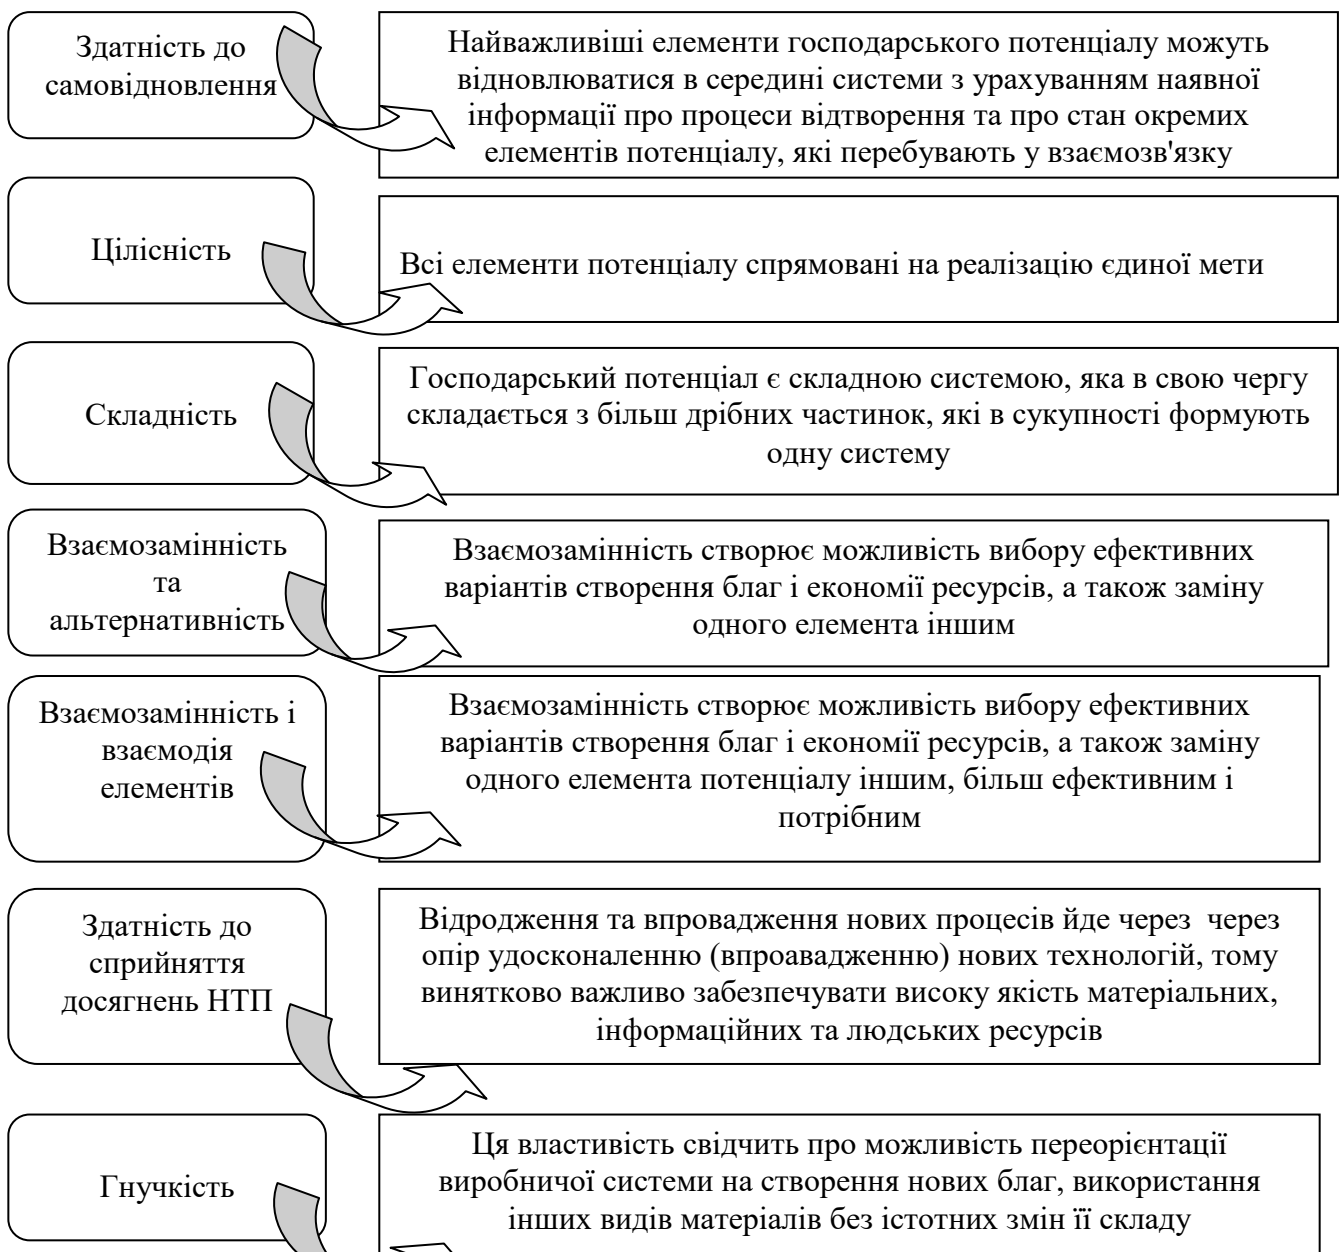 Здатність до
самовідновлення
Найважливіші елементи господарського потенціалу можуть
відновлюватися в середині системи з урахуванням наявної
інформації про процеси відтворення та про стан окремих
елементів потенціалу, які перебувають у взаємозв'язку
Цілісність
Всі елементи потенціалу спрямовані на реалізацію єдиної мети
Складність
Господарський потенціал є складною системою, яка в свою чергу
складається з більш дрібних частинок, які в сукупності формують
одну систему
Взаємозамінність
та
альтернативність
Взаємозамінність створює можливість вибору ефективних
варіантів створення благ і економії ресурсів, а також заміну
одного елемента іншим
Взаємозамінність і
взаємодія
елементів
Взаємозамінність створює можливість вибору ефективних
варіантів створення благ і економії ресурсів, а також заміну
одного елемента потенціалу іншим, більш ефективним і
потрібним
Здатність до
сприйняття
досягнень НТП
Відродження та впровадження нових процесів йде через  через
опір удосконаленню (впроавадженню) нових технологій, тому
винятково важливо забезпечувати високу якість матеріальних,
інформаційних та людських ресурсів
Гнучкість
Ця властивість свідчить про можливість переорієнтації
виробничої системи на створення нових благ, використання
інших видів матеріалів без істотних змін її складу